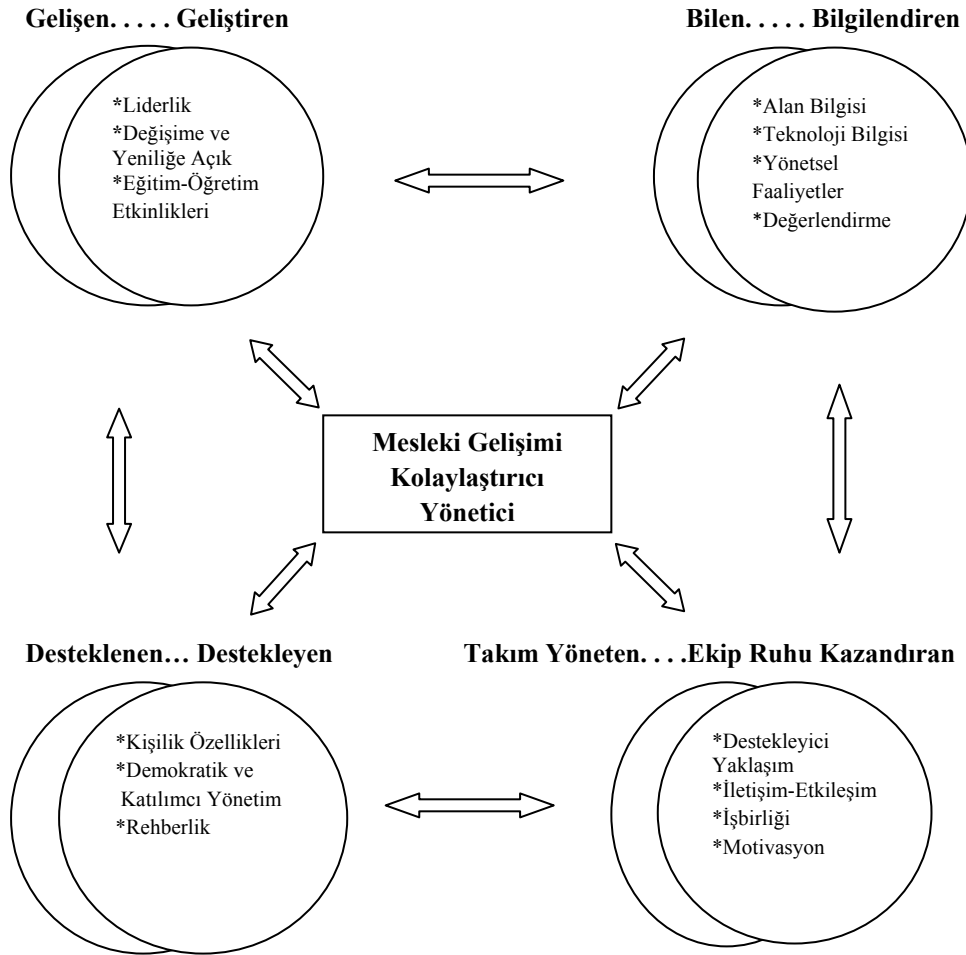 Gelişen. . . . . Geliştiren
*Liderlik
*Değişime ve
Yeniliğe Açık
*Eğitim-Öğretim
Etkinlikleri
Bilen. . . . . Bilgilendiren
*Alan Bilgisi
*Teknoloji Bilgisi
*Yönetsel
Faaliyetler
*Değerlendirme
Mesleki Gelişimi
Kolaylaştırıcı
Yönetici
Desteklenen… Destekleyen
*Kişilik Özellikleri
*Demokratik ve
Katılımcı Yönetim
*Rehberlik
Takım Yöneten. . . .Ekip Ruhu Kazandıran
*Destekleyici
Yaklaşım
*İletişim-Etkileşim
*İşbirliği
*Motivasyon